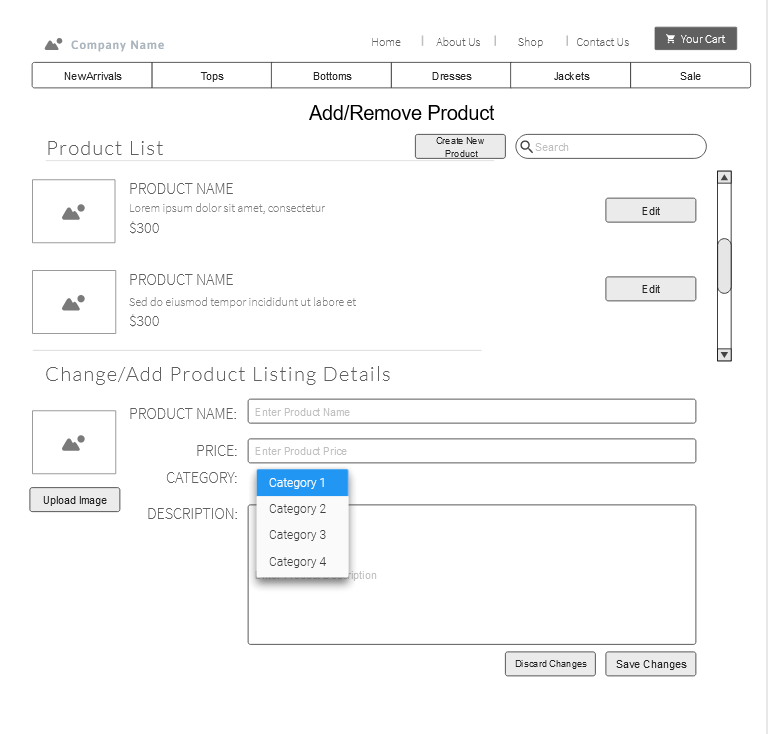 Company Name
Home | About Us | Shop | Contact Us
Your Cart
NewArrivals
Tops
Bottoms
Dresses
Jackets
Sale
Add/Remove Product
Product List
Create New
Product
Search
PRODUCT NAME
Lorem ipsum dolor sit amet, consectetur
$300
Edit
PRODUCT NAME
Sed do eiusmod tempor incididunt ut labore et
$300
Edit
Change/Add Product Listing Details
PRODUCT NAME:
Enter Product Name
PRICE:
Enter Product Price
CATEGORY:
Category 1
Category 2
Category 3
Category 4
Upload Image
DESCRIPTION:
Discard Changes
Save Changes